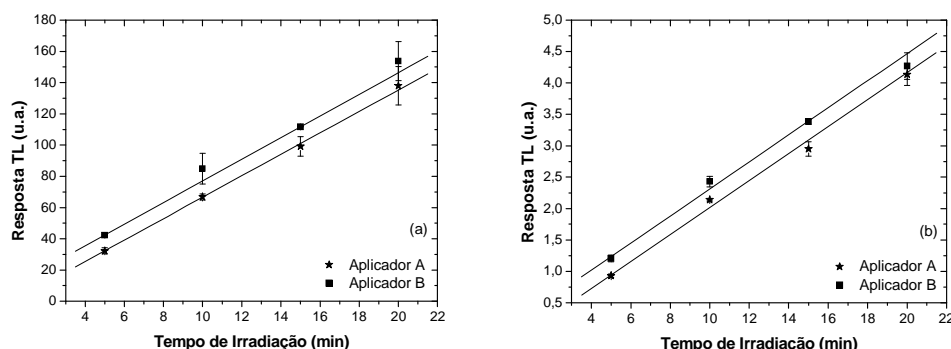 180
160
140
120
100
80
60
40
20
0
Resposta TL (u.a.)
(a)
Aplicador A
Aplicador B
4 6 8 10 12 14 16 18 20 22
Tempo de Irradiação (min)
5,0
4,5
4,0
3,5
3,0
2,5
2,0
1,5
1,0
0,5
Resposta TL (u.a.)
(b)
Aplicador A
Aplicador B
4 6 8 10 12 14 16 18 20 22
Tempo de Irradiação (min)